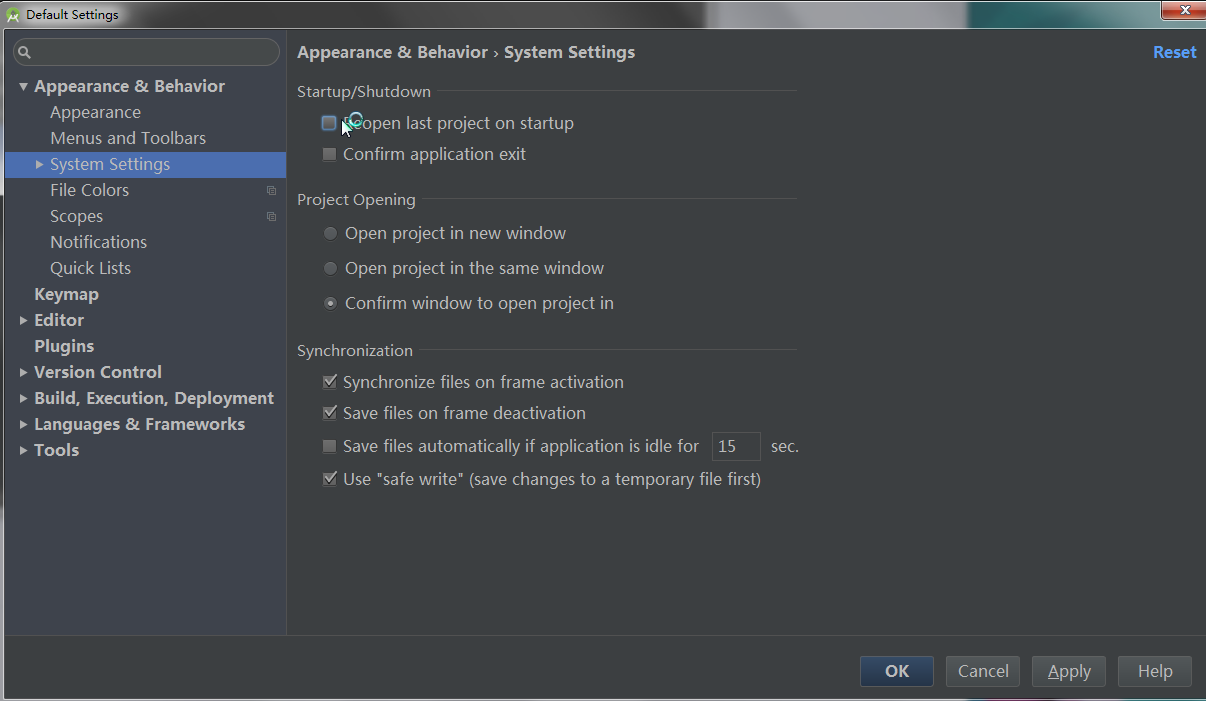 Default Settings
Appearance & Behavior › System Settings
Reset
Appearance & Behavior
Appearance
Menus and Toolbars
System Settings
File Colors
Scopes
Notifications
Quick Lists
Keymap
Editor
Plugins
Version Control
Build, Execution, Deployment
Languages & Frameworks
Tools
Startup/Shutdown
Reopen last project on startup
Confirm application exit
Project Opening
Open project in new window
Open project in the same window
Confirm window to open project in
Synchronization
Synchronize files on frame activation
Save files on frame deactivation
Save files automatically if application is idle for 15 sec.
Use "safe write" (save changes to a temporary file first)
OK
Cancel
Apply
Help